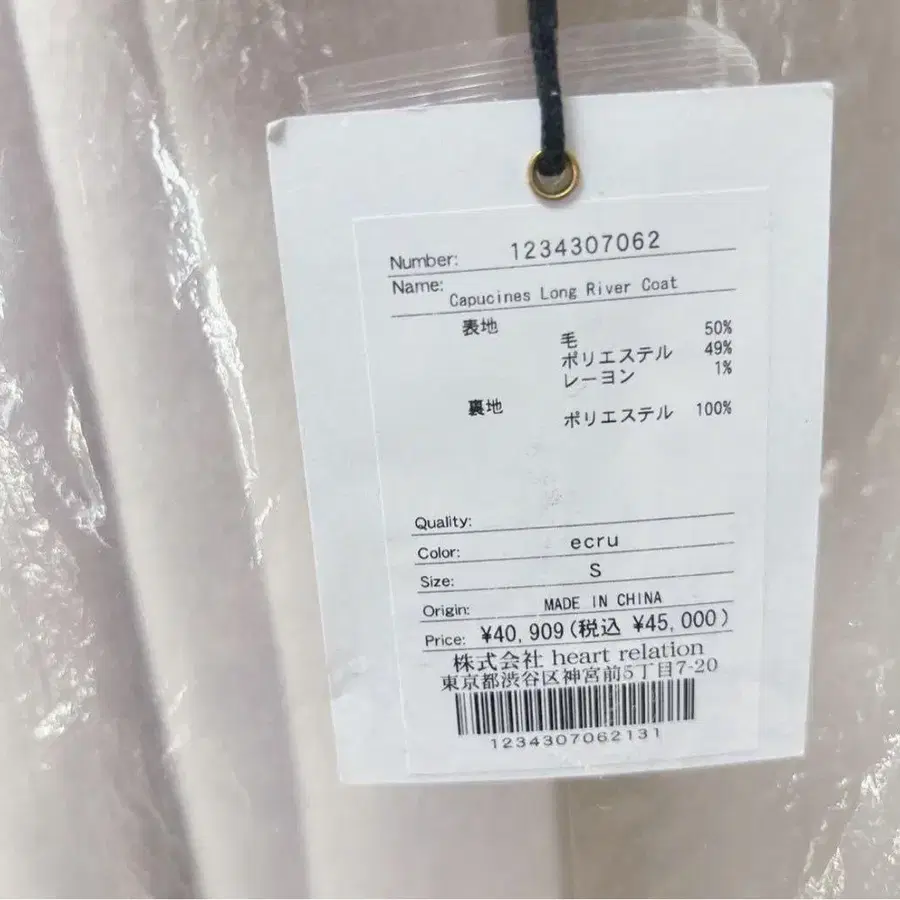 Number: 1234307062
Name: Capucines Long River Coat
表地 毛 50%
ポリエステル 49%
レーヨン 1%
裏地 ポリエステル 100%
Quality:
Color: ecru
Size: S
Origin: MADE IN CHINA
Price: ¥40,909(税込 ¥45,000)
株式会社 heart relation
東京都渋谷区神宮前5丁目7-20
1234307062131